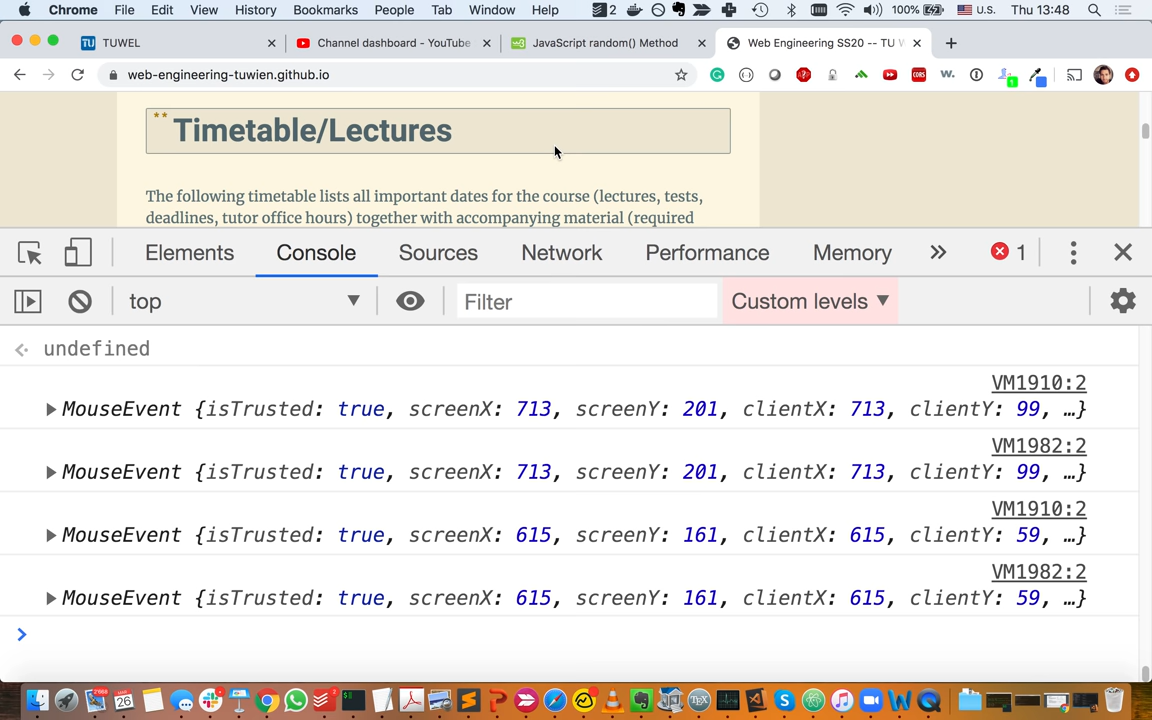 Chrome File Edit View History Bookmarks People Tab Window Help 2 100% U.S. Thu 13:48
TU TUWEL Channel dashboard - YouTube JavaScript random() Method Web Engineering SS20 -- TU W
web-engineering-tuwien.github.io
** Timetable/Lectures
The following timetable lists all important dates for the course (lectures, tests,
deadlines, tutor office hours) together with accompanying material (required
Elements Console Sources Network Performance Memory » 1
top Filter Custom levels
undefined
VM1910:2
MouseEvent {isTrusted: true, screenX: 713, screenY: 201, clientX: 713, clientY: 99, …}
VM1982:2
MouseEvent {isTrusted: true, screenX: 713, screenY: 201, clientX: 713, clientY: 99, …}
VM1910:2
MouseEvent {isTrusted: true, screenX: 615, screenY: 161, clientX: 615, clientY: 59, …}
VM1982:2
MouseEvent {isTrusted: true, screenX: 615, screenY: 161, clientX: 615, clientY: 59, …}